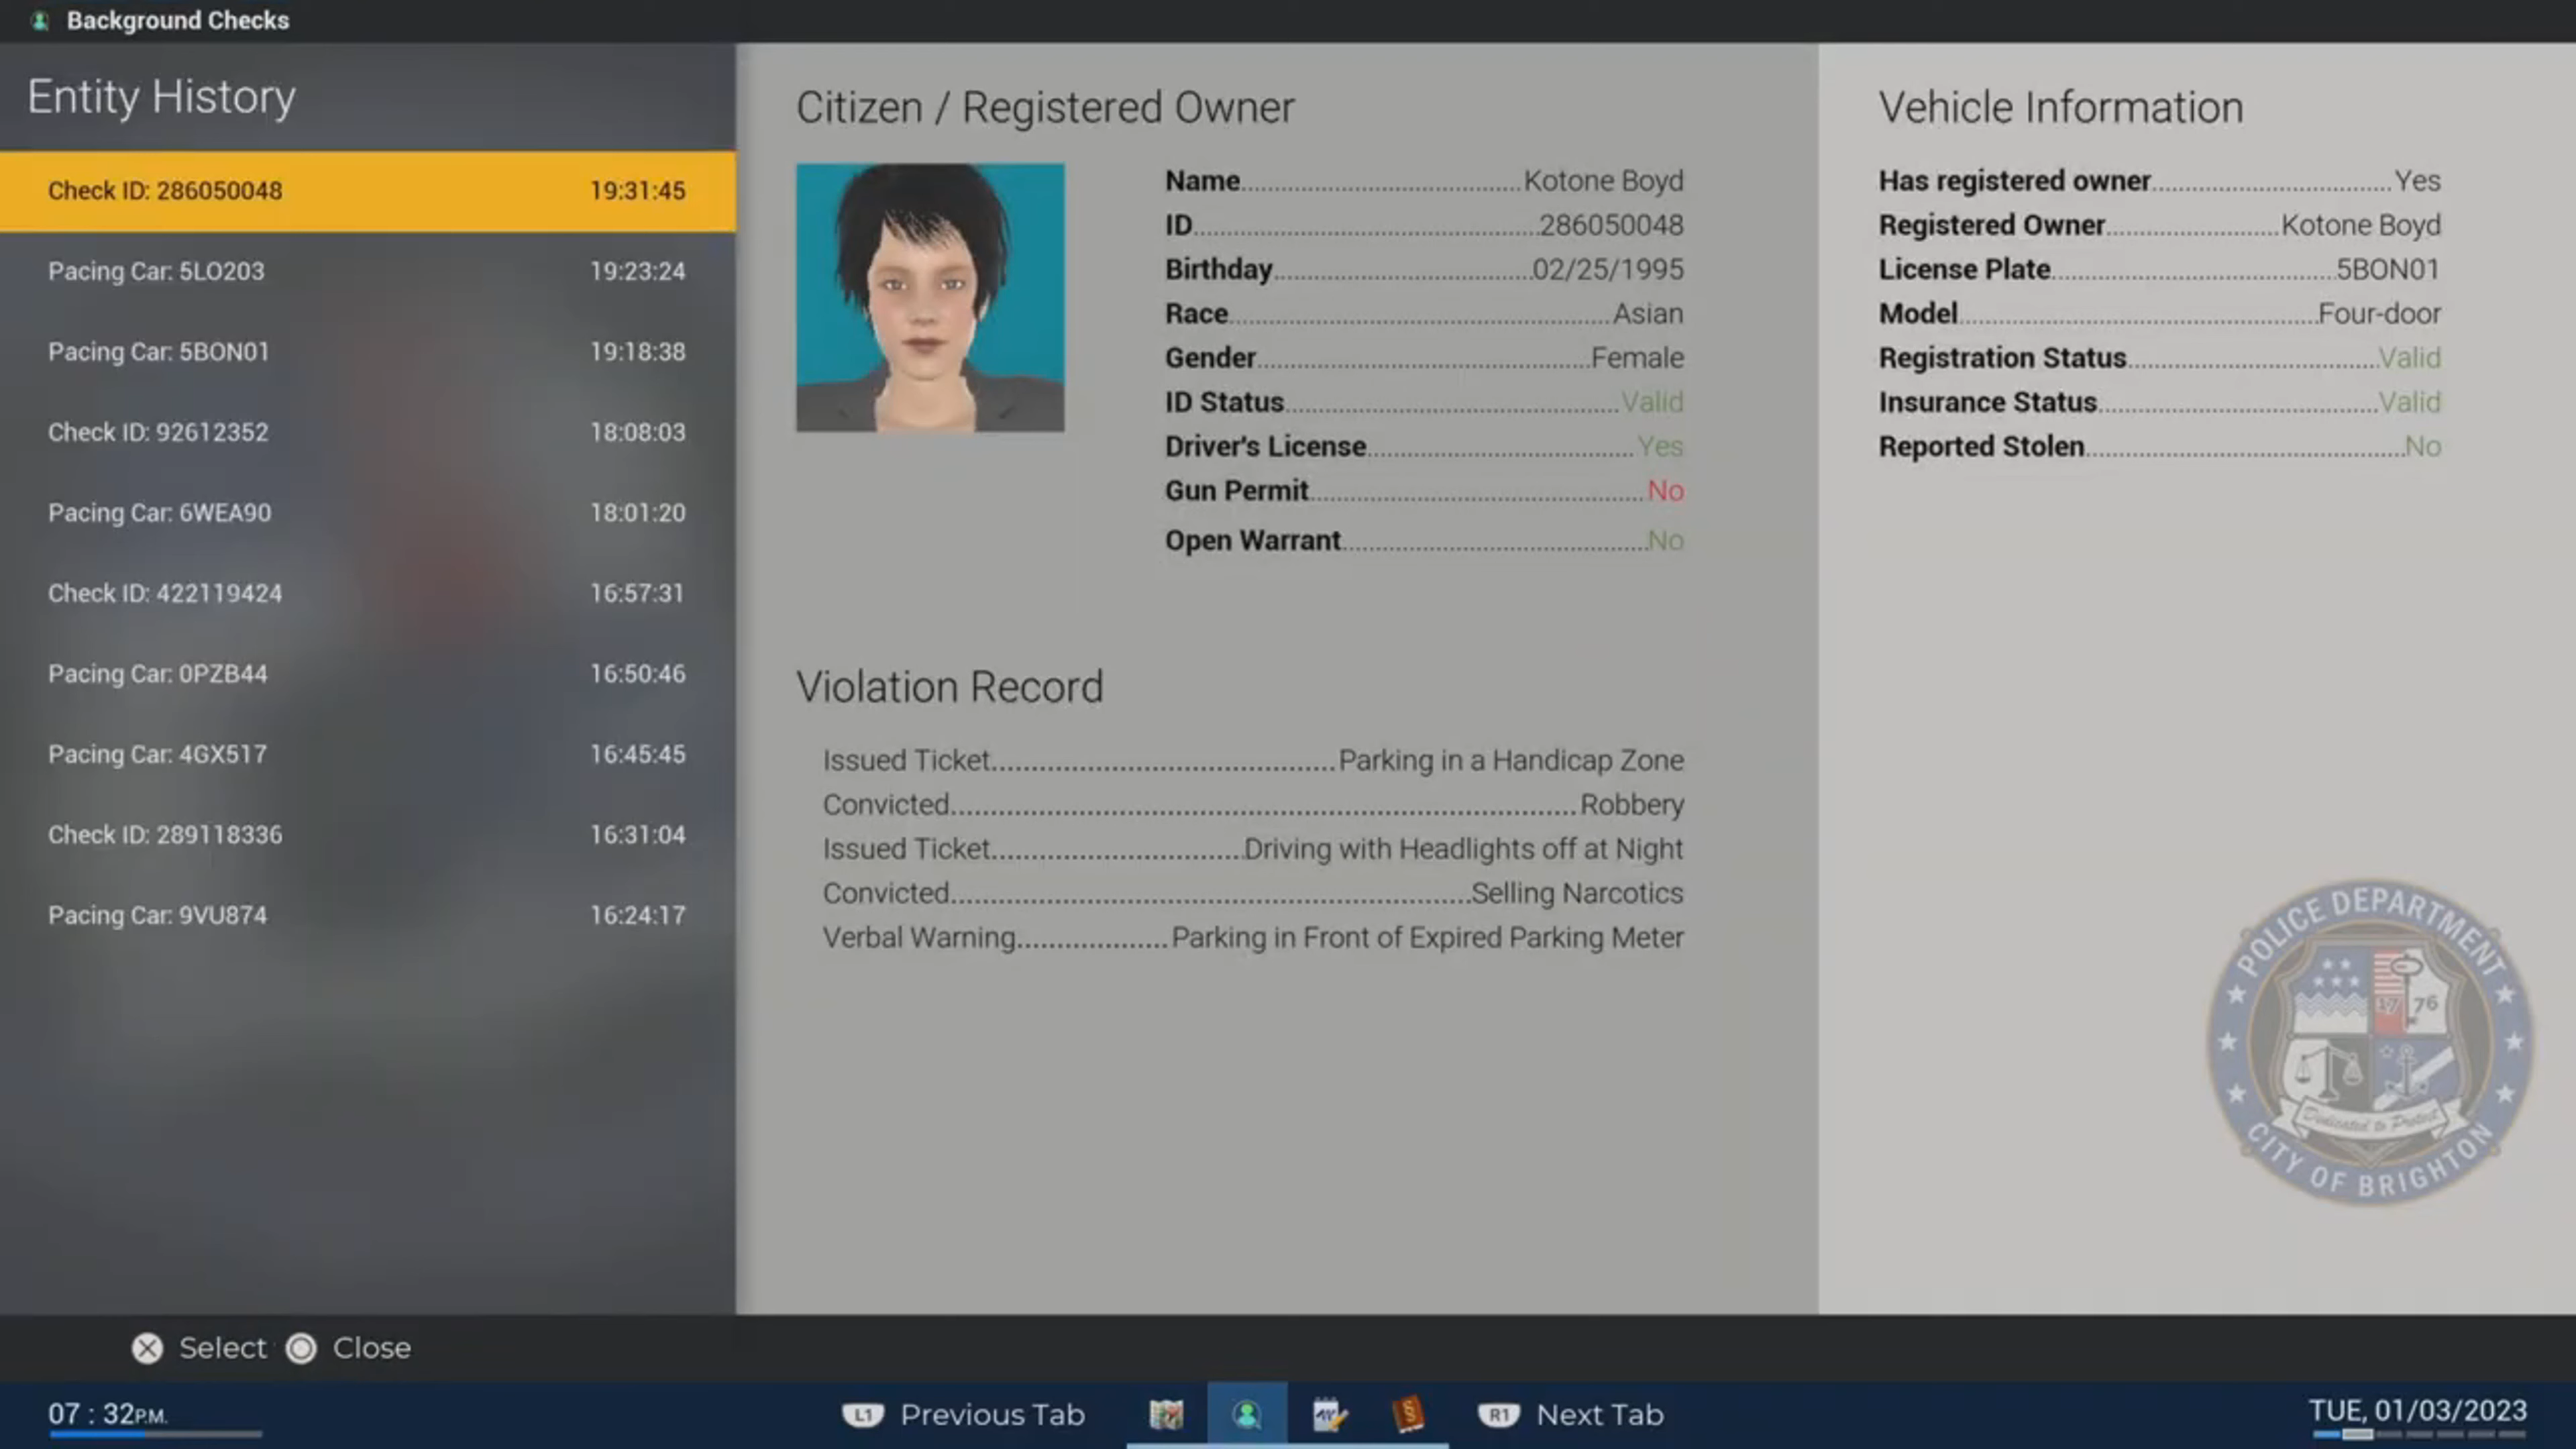 Background Checks
Entity History
Check ID: 286050048 19:31:45
Pacing Car: 5LO203 19:23:24
Pacing Car: 5BON01 19:18:38
Check ID: 92612352 18:08:03
Pacing Car: 6WEA90 18:01:20
Check ID: 422119424 16:57:31
Pacing Car: 0PZB44 16:50:46
Pacing Car: 4GX517 16:45:45
Check ID: 289118336 16:31:04
Pacing Car: 9VU874 16:24:17
Citizen / Registered Owner
Name Kotone Boyd
ID 286050048
Birthday 02/25/1995
Race Asian
Gender Female
ID Status Valid
Driver's License Yes
Gun Permit No
Open Warrant No
Violation Record
Issued Ticket Parking in a Handicap Zone
Convicted Robbery
Issued Ticket Driving with Headlights off at Night
Convicted Selling Narcotics
Verbal Warning Parking in Front of Expired Parking Meter
Vehicle Information
Has registered owner Yes
Registered Owner Kotone Boyd
License Plate 5BON01
Model Four-door
Registration Status Valid
Insurance Status Valid
Reported Stolen No
POLICE DEPARTMENT
17 76
Dedicated to Protect
CITY OF BRIGHTON
Select Close
07 : 32 P.M.
L1 Previous Tab
R1 Next Tab
TUE, 01/03/2023